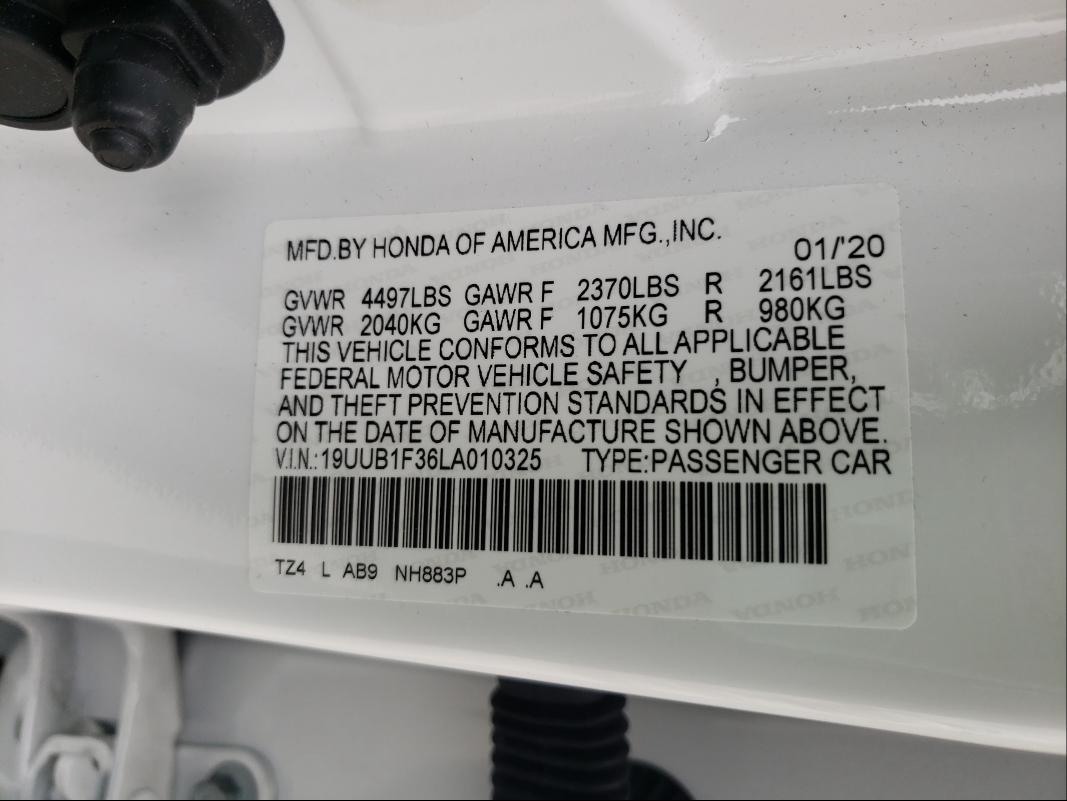 MFD.BY HONDA OF AMERICA MFG.,INC.
01/'20
GVWR 4497LBS GAWR F 2370LBS R 2161LBS
GVWR 2040KG GAWR F 1075KG R 980KG
THIS VEHICLE CONFORMS TO ALL APPLICABLE
FEDERAL MOTOR VEHICLE SAFETY , BUMPER,
AND THEFT PREVENTION STANDARDS IN EFFECT
ON THE DATE OF MANUFACTURE SHOWN ABOVE.
V.I.N.:19UUB1F36LA010325 TYPE:PASSENGER CAR
TZ4 L AB9 NH883P .A .A